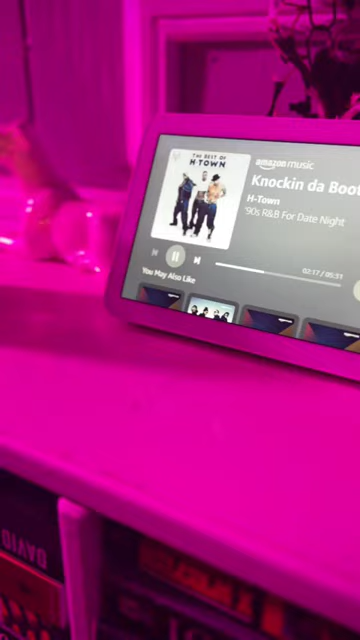 THE BEST OF
H-TOWN
amazon music
Knockin da Boot
H-Town
'90s R&B For Date Night
02:17 / 05:31
You May Also Like
DAVID